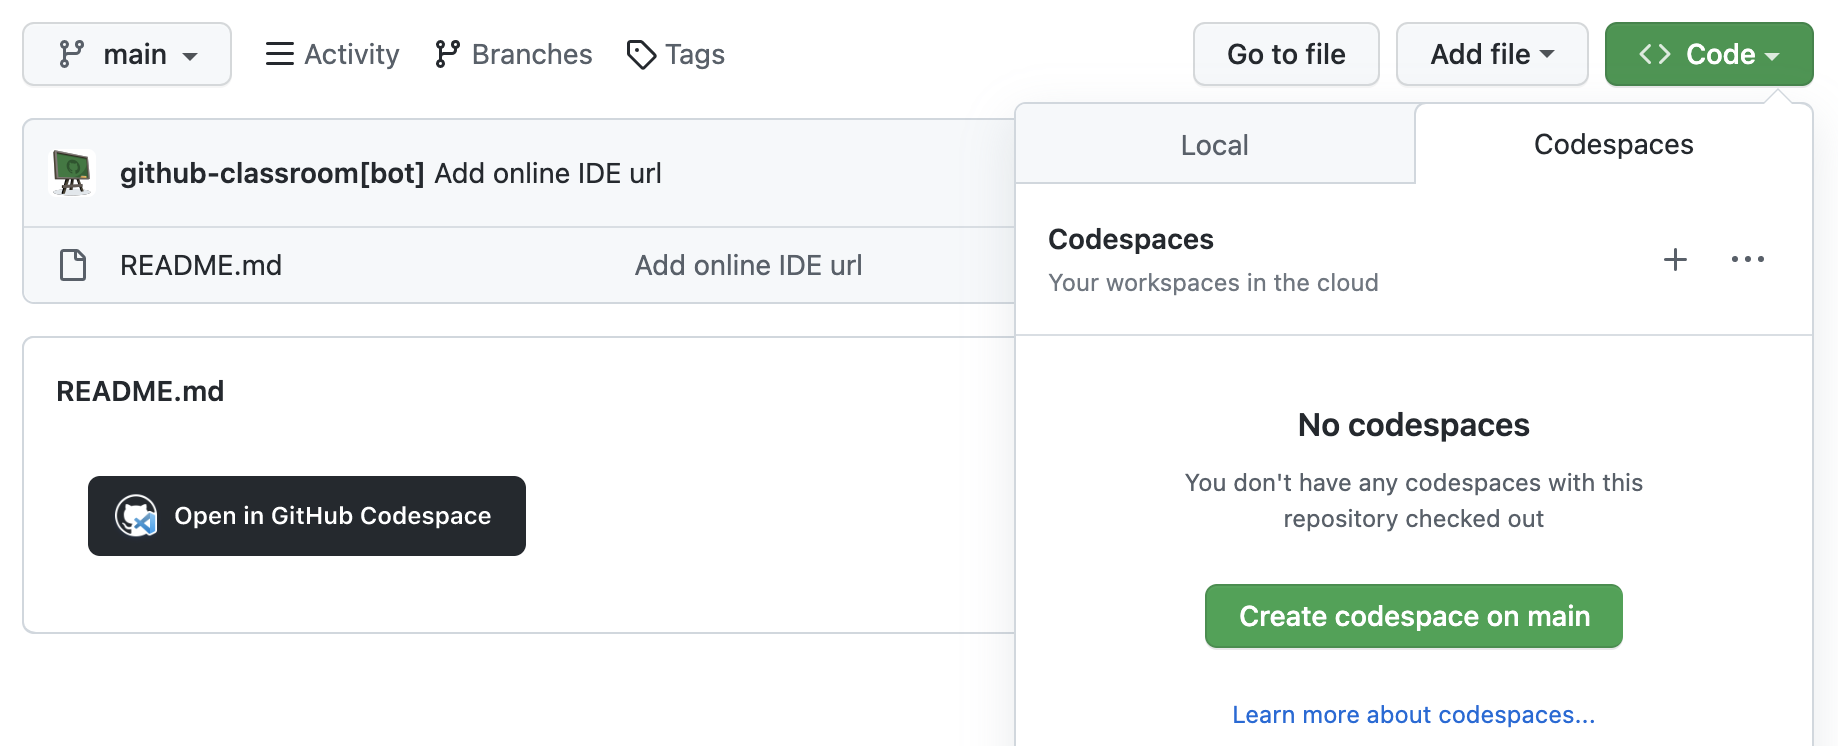 main
Activity
Branches
Tags
Go to file
Add file
<> Code
github-classroom[bot] Add online IDE url
README.md
Add online IDE url
README.md
Open in GitHub Codespace
Local
Codespaces
Codespaces
Your workspaces in the cloud
No codespaces
You don't have any codespaces with this
repository checked out
Create codespace on main
Learn more about codespaces...